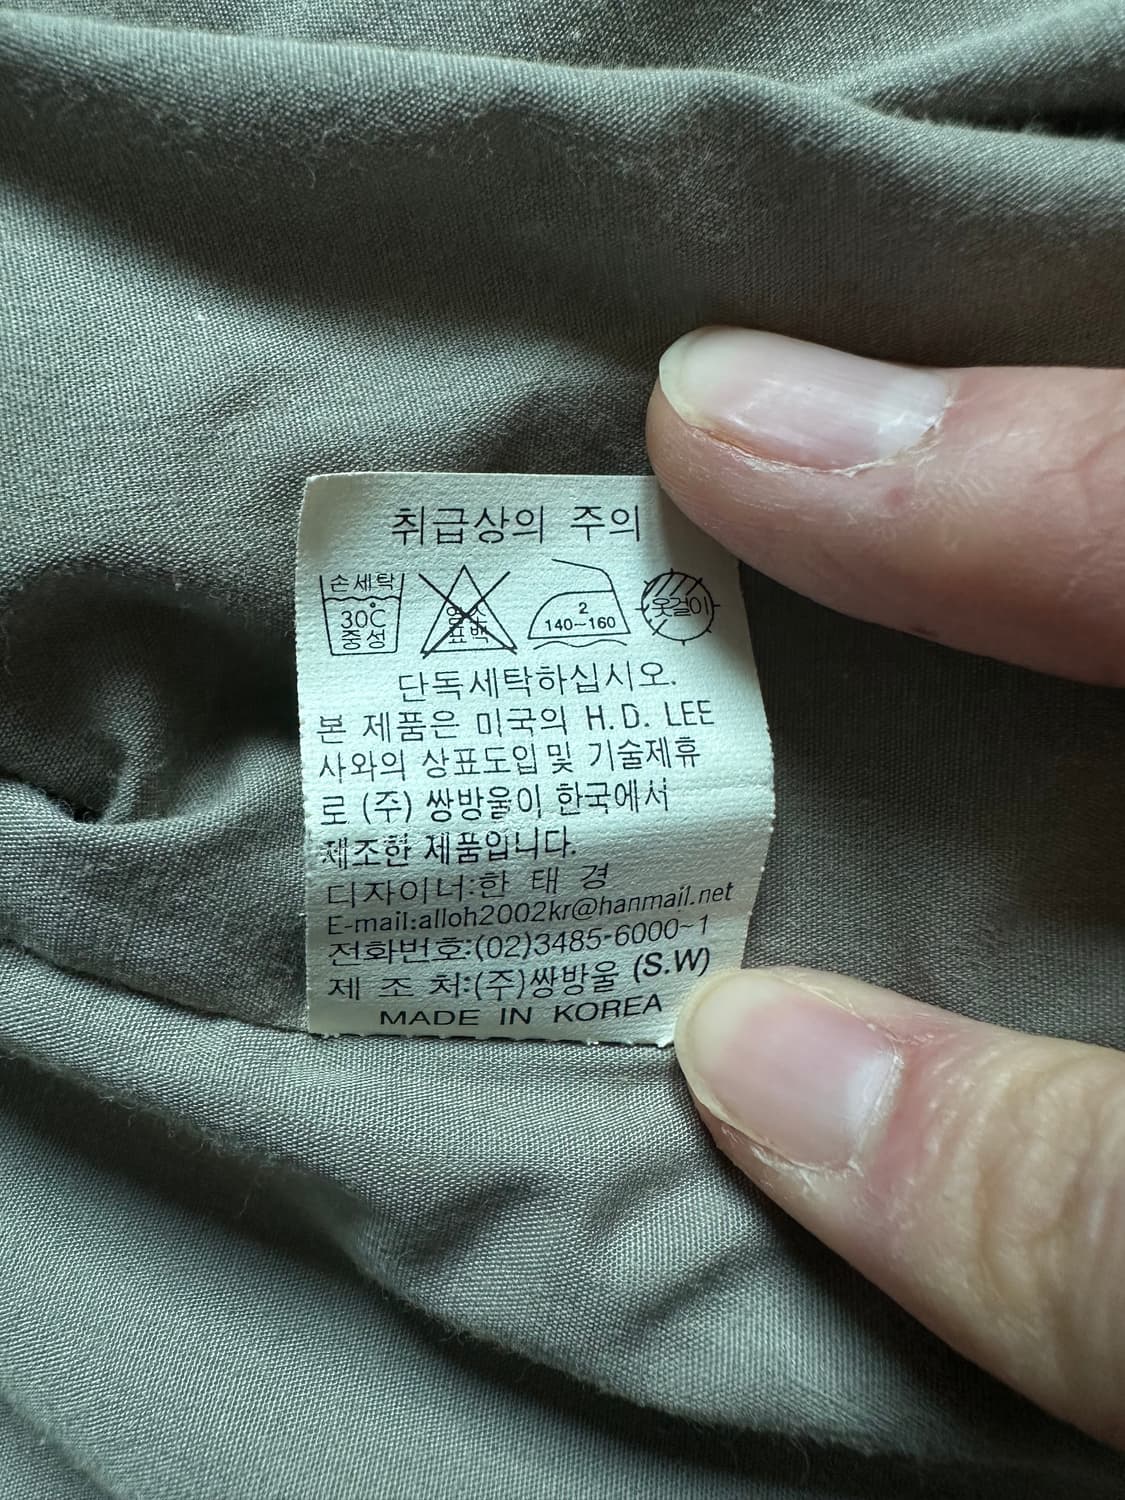 취급상의 주의
손세탁
30℃
중성
염소
표백
2
140~160
옷걸이
단독세탁하십시오.
본 제품은 미국의 H.D. LEE
사와의 상표도입및 기술제휴
로 (주) 쌍방울이 한국에서
제조한 제품입니다.
디자이너:한 태 경
E-mail:alloh2002kr@hanmail.net
전화번호:(02)3485-6000~1
제 조 처:(주)쌍방울 (S.W)
MADE IN KOREA